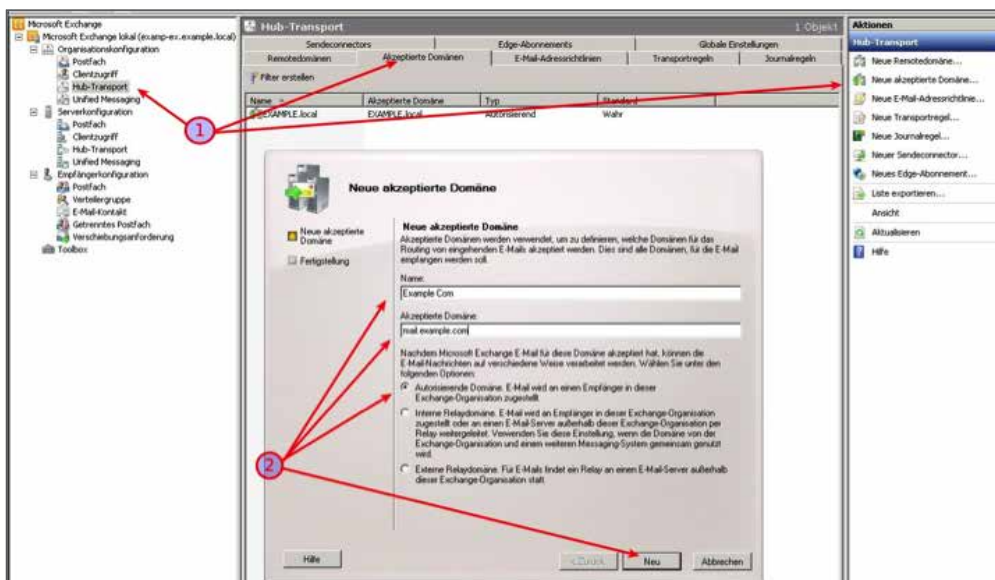 Microsoft Exchange
Microsoft Exchange lokal (examp-ex.example.local)
Organisationskonfiguration
Postfach
Clientzugriff
Hub-Transport
Unified Messaging
Serverkonfiguration
Postfach
Clientzugriff
Hub-Transport
Unified Messaging
Empfängerkonfiguration
Postfach
Verteilergruppe
E-Mail-Kontakt
Getrenntes Postfach
Verschiebungsanforderung
Toolbox
Hub-Transport 1 Objekt
Sendeconnectors Edge-Abonnements Globale Einstellungen
Remotedomänen Akzeptierte Domänen E-Mail-Adressrichtlinien Transportregeln Journalregeln
Filter erstellen
Name Akzeptierte Domäne Typ Standard
EXAMPLE.local EXAMPLE.local Autorisierend Wahr
1
Neue akzeptierte Domäne
Neue akzeptierte
Domäne
Fertigstellung
Neue akzeptierte Domäne
Akzeptierte Domänen werden verwendet, um zu definieren, welche Domänen für das
Routing von eingehenden E-Mails akzeptiert werden. Dies sind alle Domänen, für die E-Mail
empfangen werden soll.
Name:
Example Com
Akzeptierte Domäne:
mail.example.com
Nachdem Microsoft Exchange E-Mail für diese Domäne akzeptiert hat, können die
E-Mail-Nachrichten auf verschiedene Weise verarbeitet werden. Wählen Sie unter den
folgenden Optionen:
Autorisierende Domäne. E-Mail wird an einen Empfänger in dieser
Exchange-Organisation zugestellt.
Interne Relaydomäne. E-Mail wird an Empfänger in dieser Exchange-Organisation
zugestellt oder an einen E-Mail-Server außerhalb dieser Exchange-Organisation per
Relay weitergeleitet. Verwenden Sie diese Einstellung, wenn die Domäne von der
Exchange-Organisation und einem weiteren Messaging-System gemeinsam genutzt
wird.
Externe Relaydomäne. Für E-Mails findet ein Relay an einen E-Mail-Server außerhalb
dieser Exchange-Organisation statt.
2
Hilfe < Zurück Neu Abbrechen
Aktionen
Hub-Transport
Neue Remotedomäne...
Neue akzeptierte Domäne...
Neue E-Mail-Adressrichtlinie...
Neue Transportregel...
Neue Journalregel...
Neuer Sendeconnector...
Neues Edge-Abonnement...
Liste exportieren...
Ansicht
Aktualisieren
Hilfe